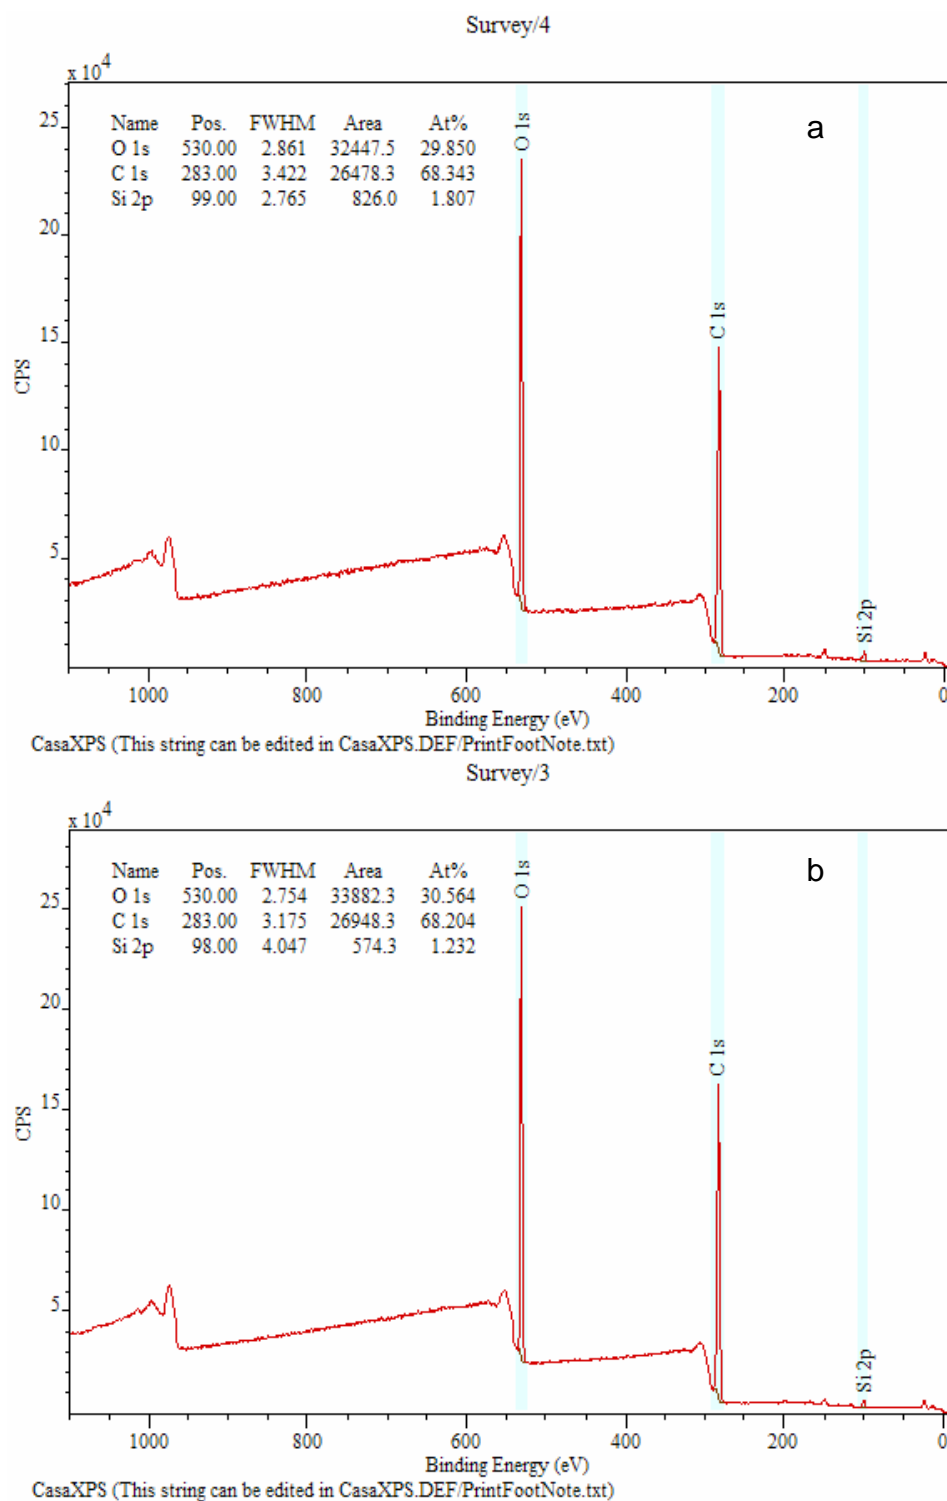 Survey/4
x 10⁴
Name Pos. FWHM Area At%
O 1s 530.00 2.861 32447.5 29.850
C 1s 283.00 3.422 26478.3 68.343
Si 2p 99.00 2.765 826.0 1.807
a
O 1s
C 1s
Si 2p
25
20
15
10
5
CPS
1000 800 600 400 200 0
Binding Energy (eV)
CasaXPS (This string can be edited in CasaXPS.DEF/PrintFootNote.txt)
Survey/3
x 10⁴
Name Pos. FWHM Area At%
O 1s 530.00 2.754 33882.3 30.564
C 1s 283.00 3.175 26948.3 68.204
Si 2p 98.00 4.047 574.3 1.232
b
O 1s
C 1s
Si 2p
25
20
15
10
5
CPS
1000 800 600 400 200 0
Binding Energy (eV)
CasaXPS (This string can be edited in CasaXPS.DEF/PrintFootNote.txt)